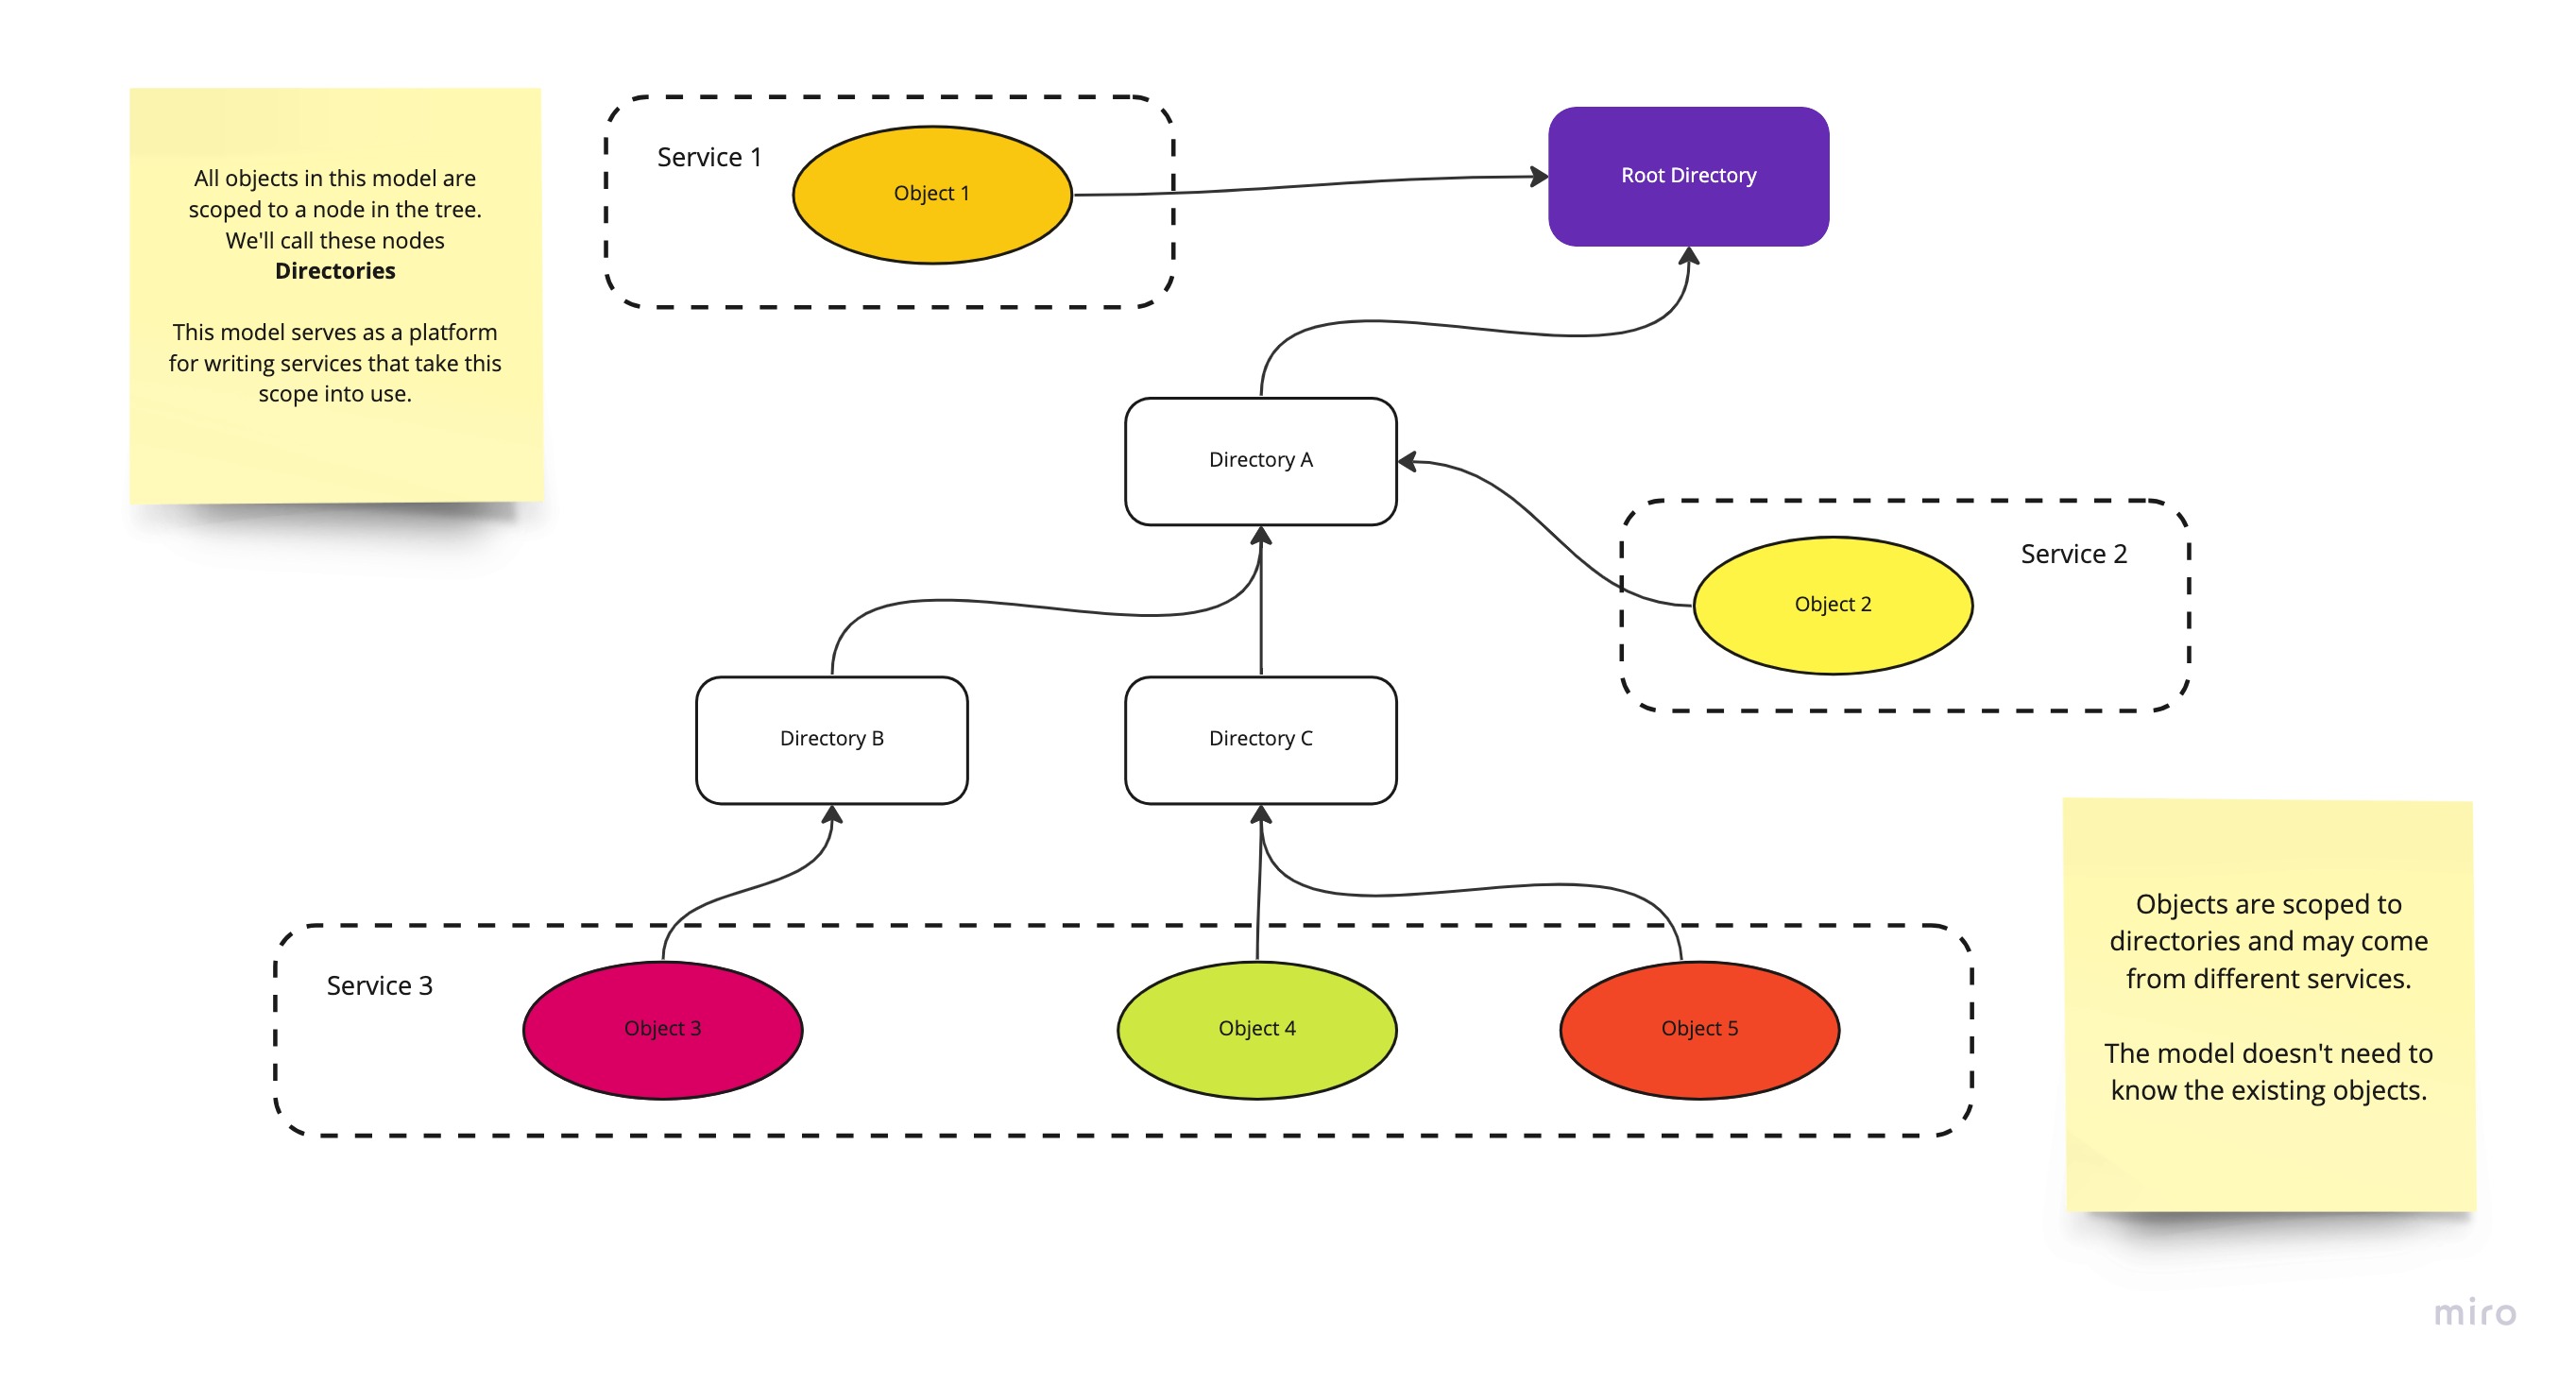 All objects in this model are
scoped to a node in the tree.
We'll call these nodes
Directories
This model serves as a platform
for writing services that take this
scope into use.
Service 1
Object 1
Root Directory
Directory A
Service 2
Object 2
Directory B
Directory C
Service 3
Object 3
Object 4
Object 5
Objects are scoped to
directories and may come
from different services.
The model doesn't need to
know the existing objects.
miro